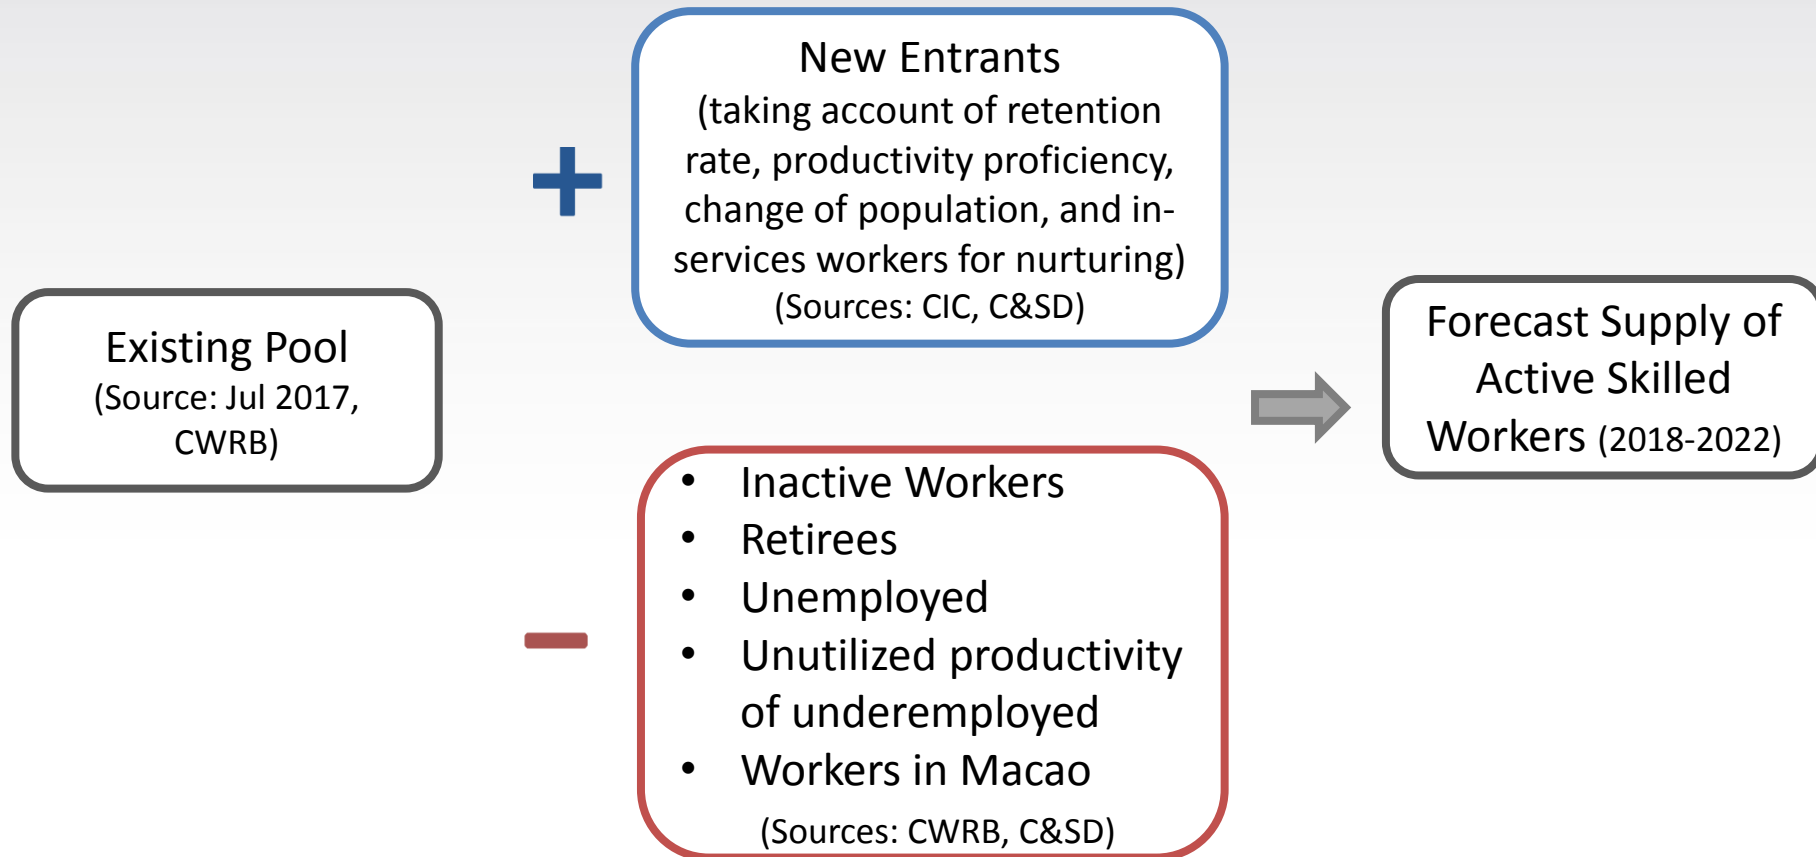 Existing Pool
(Source: Jul 2017,
CWRB)
+
New Entrants
(taking account of retention
rate, productivity proficiency,
change of population, and in-
services workers for nurturing)
(Sources: CIC, C&SD)
−
• Inactive Workers
• Retirees
• Unemployed
• Unutilized productivity
of underemployed
• Workers in Macao
(Sources: CWRB, C&SD)
Forecast Supply of
Active Skilled
Workers (2018-2022)